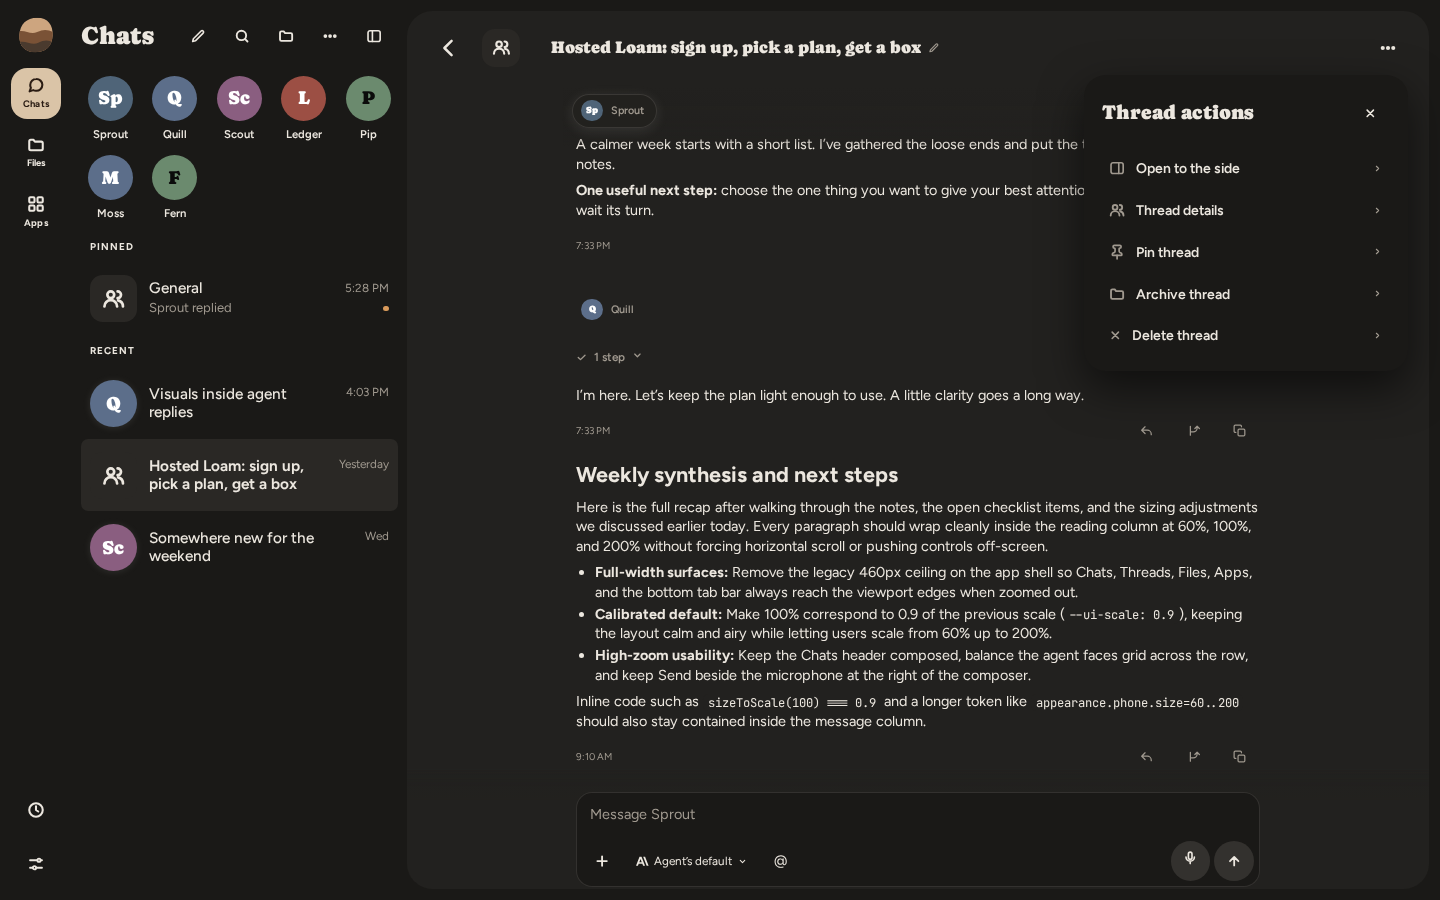 Chats
Chats
Files
Apps
Sp
Q
Sc
L
P
Sprout
Quill
Scout
Ledger
Pip
M
F
Moss
Fern
PINNED
General
5:28 PM
Sprout replied
RECENT
Q
Visuals inside agent
replies
4:03 PM
Hosted Loam: sign up,
pick a plan, get a box
Yesterday
Sc
Somewhere new for the
weekend
Wed
Hosted Loam: sign up, pick a plan, get a box
Sp Sprout
A calmer week starts with a short list. I’ve gathered the loose ends and put the
notes.
One useful next step: choose the one thing you want to give your best
wait its turn.
7:33 PM
Q Quill
1 step
I’m here. Let’s keep the plan light enough to use. A little clarity goes a long way.
7:33 PM
Weekly synthesis and next steps
Here is the full recap after walking through the notes, the open checklist items, and the sizing adjustments
we discussed earlier today. Every paragraph should wrap cleanly inside the reading column at 60%, 100%,
and 200% without forcing horizontal scroll or pushing controls off-screen.
• Full-width surfaces: Remove the legacy 460px ceiling on the app shell so Chats, Threads, Files, Apps,
and the bottom tab bar always reach the viewport edges when zoomed out.
• Calibrated default: Make 100% correspond to 0.9 of the previous scale ( --ui-scale: 0.9 ), keeping
the layout calm and airy while letting users scale from 60% up to 200%.
• High-zoom usability: Keep the Chats header composed, balance the agent faces grid across the row,
and keep Send beside the microphone at the right of the composer.
Inline code such as sizeToScale(100) === 0.9 and a longer token like appearance.phone.size=60..200
should also stay contained inside the message column.
9:10 AM
Message Sprout
Agent’s default
@
Thread actions
Open to the side
Thread details
Pin thread
Archive thread
Delete thread